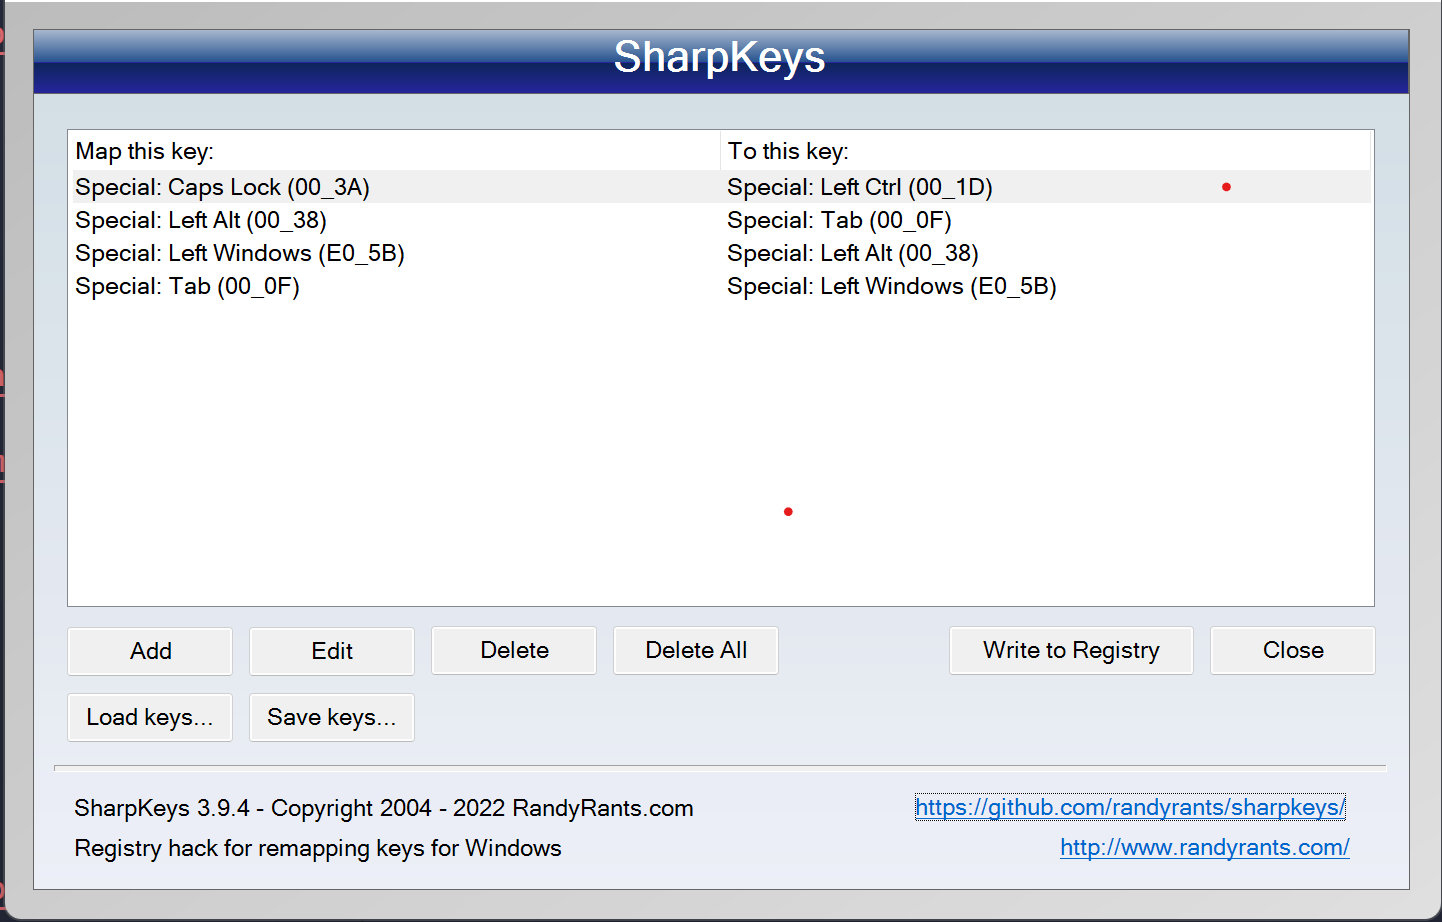 SharpKeys
Map this key: To this key:
Special: Caps Lock (00_3A) Special: Left Ctrl (00_1D)
Special: Left Alt (00_38) Special: Tab (00_0F)
Special: Left Windows (E0_5B) Special: Left Alt (00_38)
Special: Tab (00_0F) Special: Left Windows (E0_5B)
Add Edit Delete Delete All Write to Registry Close
Load keys... Save keys...
SharpKeys 3.9.4 - Copyright 2004 - 2022 RandyRants.com https://github.com/randyrants/sharpkeys/
Registry hack for remapping keys for Windows http://www.randyrants.com/